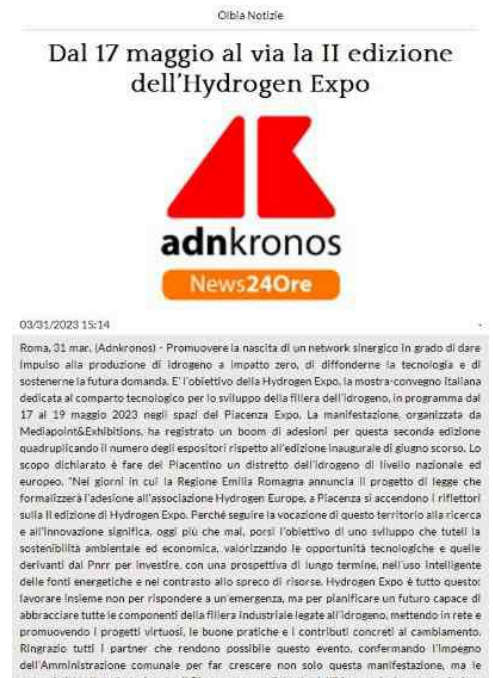 Olbia Notizie
Dal 17 maggio al via la II edizione
dell'Hydrogen Expo
adnkronos
News24Ore
03/31/2023 15:14
Roma, 31 mar. (Adnkronos) - Promuovere la nascita di un network sinergico in grado di dare
impulso alla produzione di idrogeno a impatto zero, di diffonderne la tecnologia e di
sostenerne la futura domanda. E' l'obiettivo della Hydrogen Expo, la mostra-convegno italiana
dedicata al comparto tecnologico per lo sviluppo della filiera dell'idrogeno, in programma dal
17 al 19 maggio 2023 negli spazi del Piacenza Expo. La manifestazione, organizzata da
Mediapoint&Exhibitions, ha registrato un boom di adesioni per questa seconda edizione
quadruplicando il numero degli espositori rispetto all'edizione inaugurale di giugno scorso. Lo
scopo dichiarato è fare del Piacentino un distretto dell'idrogeno di livello nazionale ed
europeo. "Nei giorni in cui la Regione Emilia Romagna annuncia il progetto di legge che
formalizzerà l'adesione all'associazione Hydrogen Europe, a Piacenza si accendono i riflettori
sulla II edizione di Hydrogen Expo. Perché seguire la vocazione di questo territorio alla ricerca
e all'innovazione significa, oggi più che mai, porsi l'obiettivo di uno sviluppo che tuteli la
sostenibilità ambientale ed economica, valorizzando le opportunità tecnologiche e quelle
derivanti dal Pnrr per investire, con una prospettiva di lungo termine, nell'uso intelligente
delle fonti energetiche e nel contrasto allo spreco di risorse. Hydrogen Expo è tutto questo:
lavorare insieme non per rispondere a un'emergenza, ma per pianificare un futuro capace di
abbracciare tutte le componenti della filiera industriale legate all'idrogeno, mettendo in rete e
promuovendo i progetti virtuosi, le buone pratiche e i contributi concreti al cambiamento.
Ringrazio tutti i partner che rendono possibile questo evento, confermando l'impegno
dell'Amministrazione comunale per far crescere non solo questa manifestazione, ma le